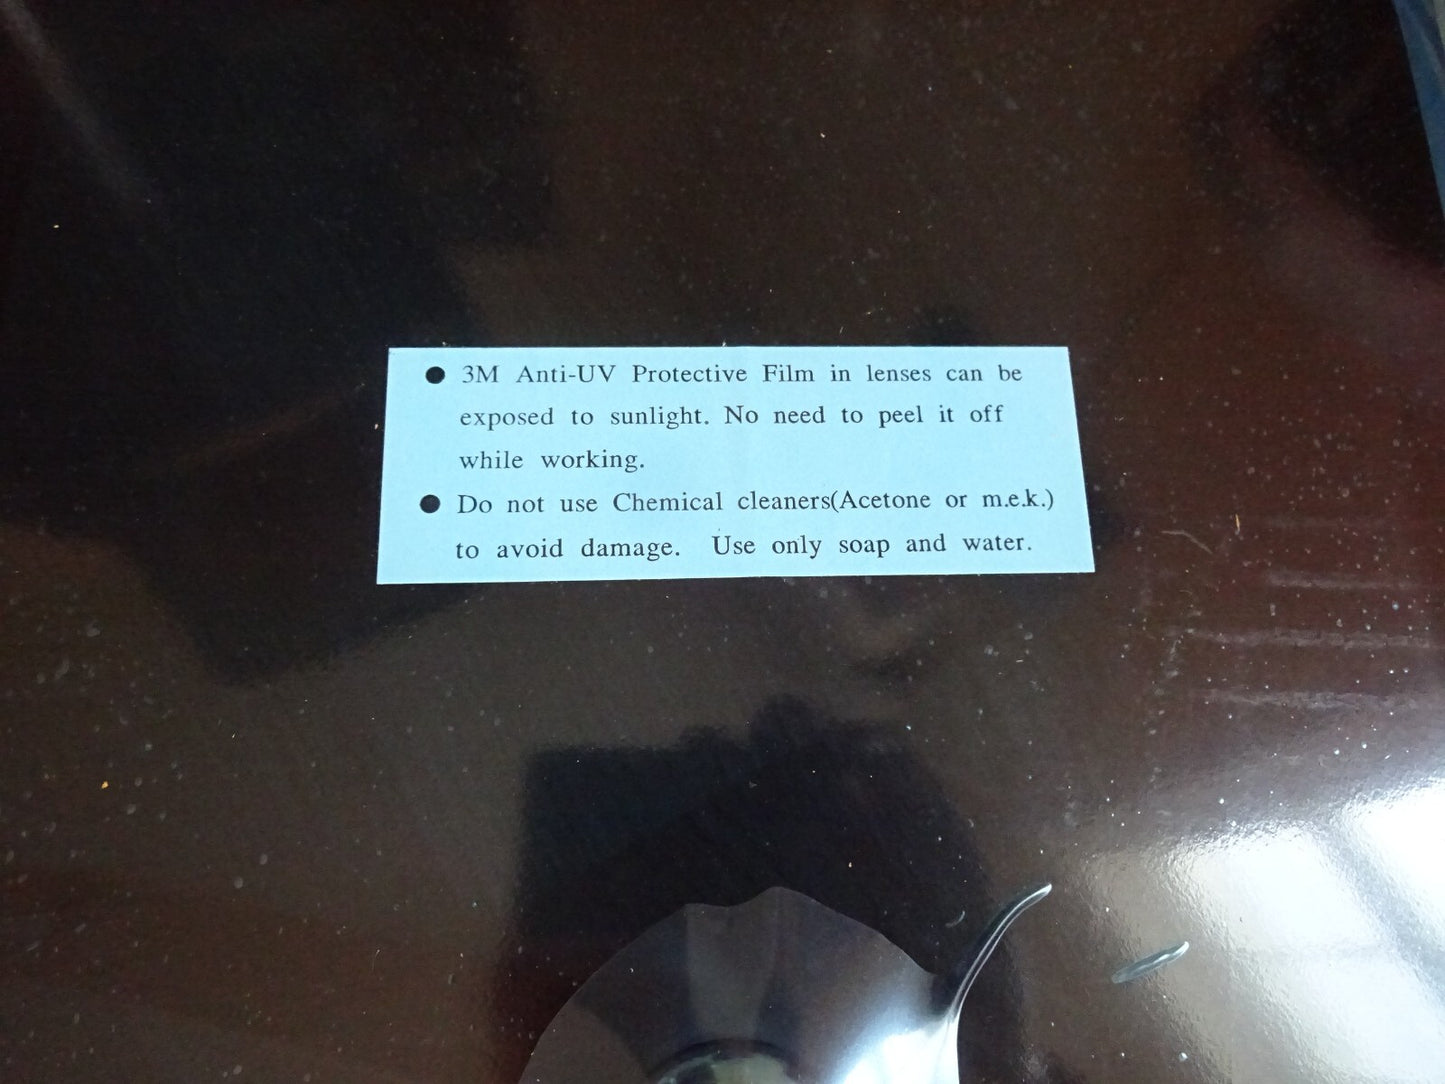 ● 3M Anti-UV Protective Film in lenses can be
exposed to sunlight. No need to peel it off
while working.
● Do not use Chemical cleaners(Acetone or m.e.k.)
to avoid damage. Use only soap and water.